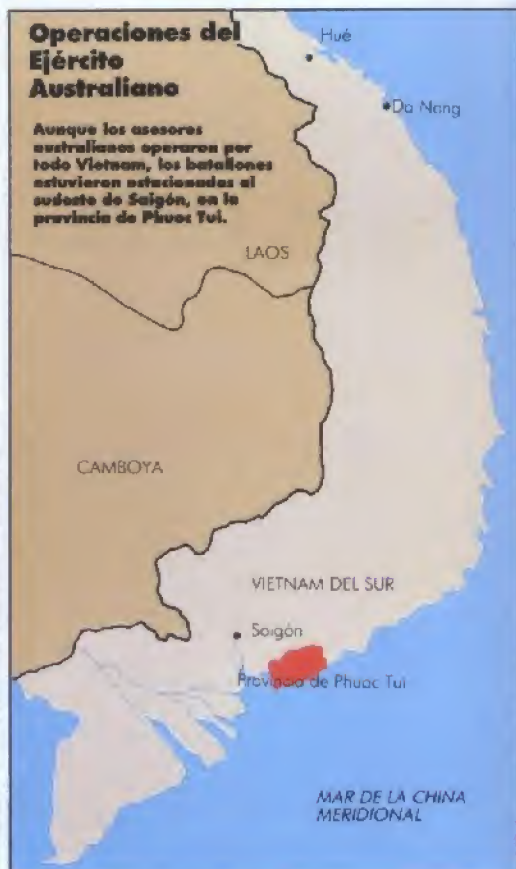 Operaciones del
Ejército
Australiano
Aunque los asesores
australianos operaron por
todo Vietnam, los batallones
estuvieron estacionados al
sudeste de Saigón, en la
provincia de Phuoc Tui.
Hué
Da Nang
LAOS
CAMBOYA
VIETNAM DEL SUR
Saigón
Provincia de Phuoc Tui
MAR DE LA CHINA
MERIDIONAL